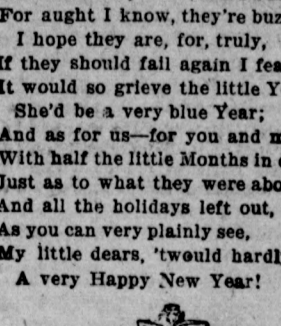 For aught I know, they're buz
I hope they are, for, truly,
If they should fail again I fea
It would so grieve the little Y
She'd be a very blue Year;
And as for us—for you and m
With half the little Months in
Just as to what they were abo
And all the holidays left out,
As you can very plainly see,
My little dears, 'twould hardl
A very Happy New Year!